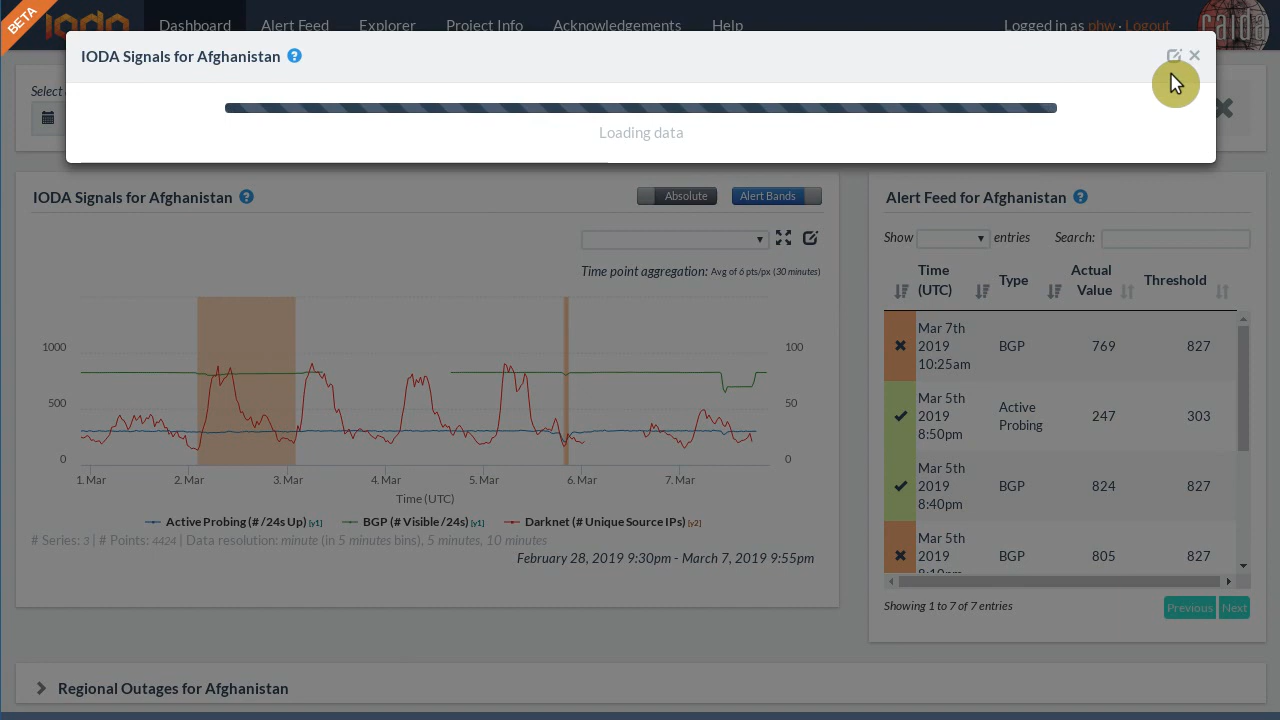 BETA
ioda
Dashboard Alert Feed Explorer Project Info Acknowledgements Help
Logged in as phw · Logout
caida
IODA Signals for Afghanistan
Loading data
Select
IODA Signals for Afghanistan
Absolute
Alert Bands
Time point aggregation: Avg of 6 pts/px (30 minutes)
1000
500
0
100
50
0
1. Mar 2. Mar 3. Mar 4. Mar 5. Mar 6. Mar 7. Mar
Time (UTC)
Active Probing (# /24s Up) [y1] BGP (# Visible /24s) [y1] Darknet (# Unique Source IPs) [y2]
# Series: 3 | # Points: 4424 | Data resolution: minute (in 5 minutes bins), 5 minutes, 10 minutes
February 28, 2019 9:30pm - March 7, 2019 9:55pm
Alert Feed for Afghanistan
Show entries Search:
Time (UTC) Type Actual Value Threshold
Mar 7th 2019 10:25am BGP 769 827
Mar 5th 2019 8:50pm Active Probing 247 303
Mar 5th 2019 8:40pm BGP 824 827
Mar 5th 2019 8:10pm BGP 805 827
Showing 1 to 7 of 7 entries
Previous Next
Regional Outages for Afghanistan